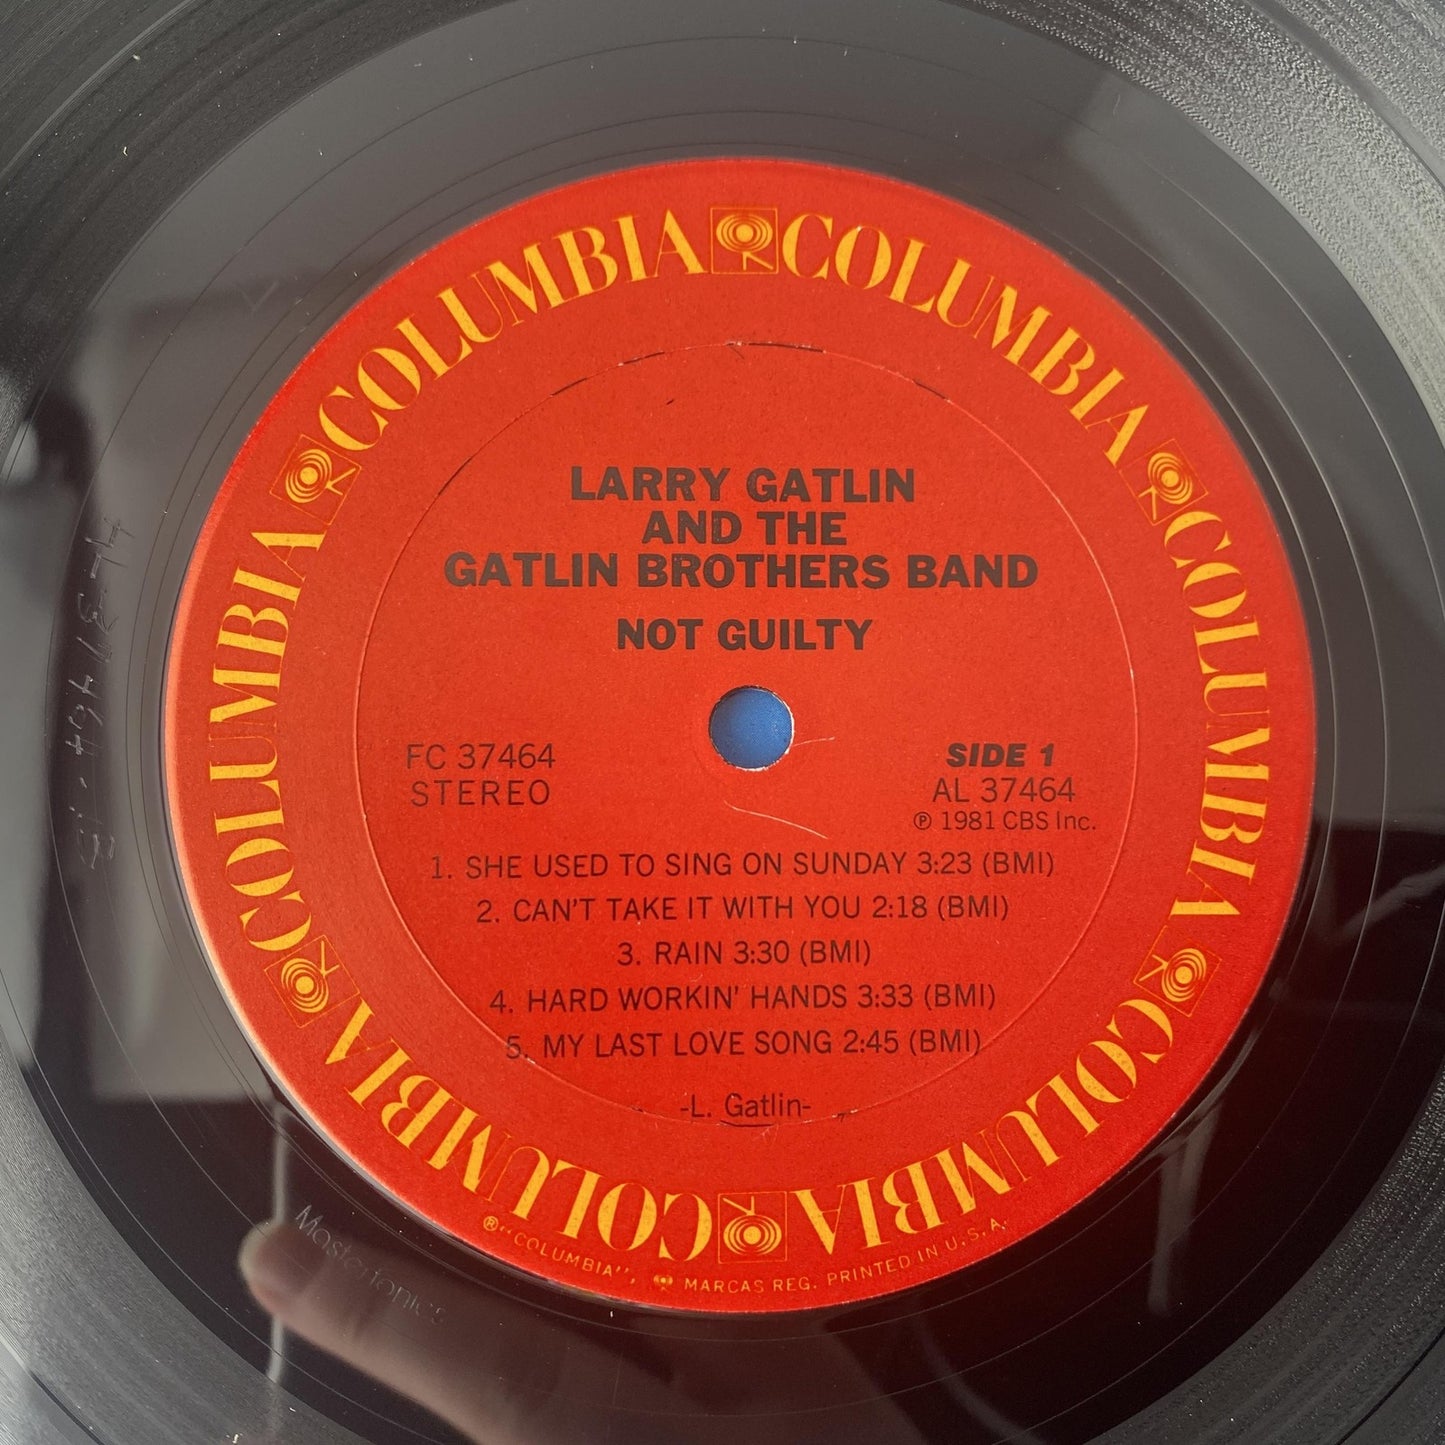 COLUMBIA COLUMBIA COLUMBIA COLUMBIA COLUMBIA COLUMBIA COLUMBIA
LARRY GATLIN
AND THE
GATLIN BROTHERS BAND
NOT GUILTY
FC 37464
STEREO
SIDE 1
AL 37464
℗ 1981 CBS Inc.
1. SHE USED TO SING ON SUNDAY 3:23 (BMI)
2. CAN'T TAKE IT WITH YOU 2:18 (BMI)
3. RAIN 3:30 (BMI)
4. HARD WORKIN' HANDS 3:33 (BMI)
5. MY LAST LOVE SONG 2:45 (BMI)
-L. Gatlin-
®"COLUMBIA", MARCAS REG. PRINTED IN U.S.A.
Mastertonics